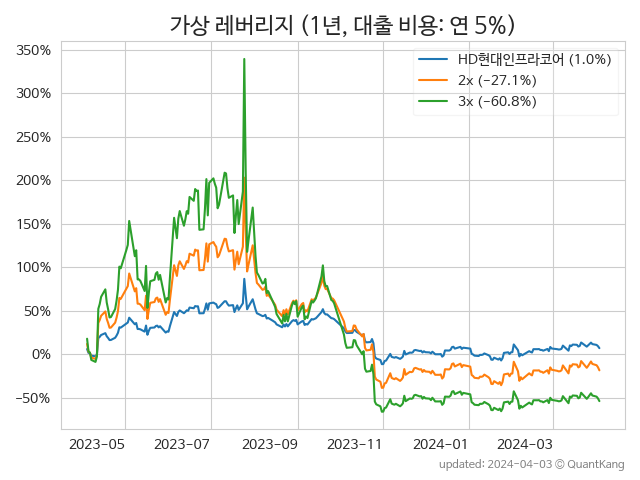 가상 레버리지 (1년, 대출 비용: 연 5%)
350%
300%
250%
200%
150%
100%
50%
0%
−50%
HD현대인프라코어 (1.0%)
2x (−27.1%)
3x (−60.8%)
2023-05 2023-07 2023-09 2023-11 2024-01 2024-03
updated: 2024-04-03 © QuantKang